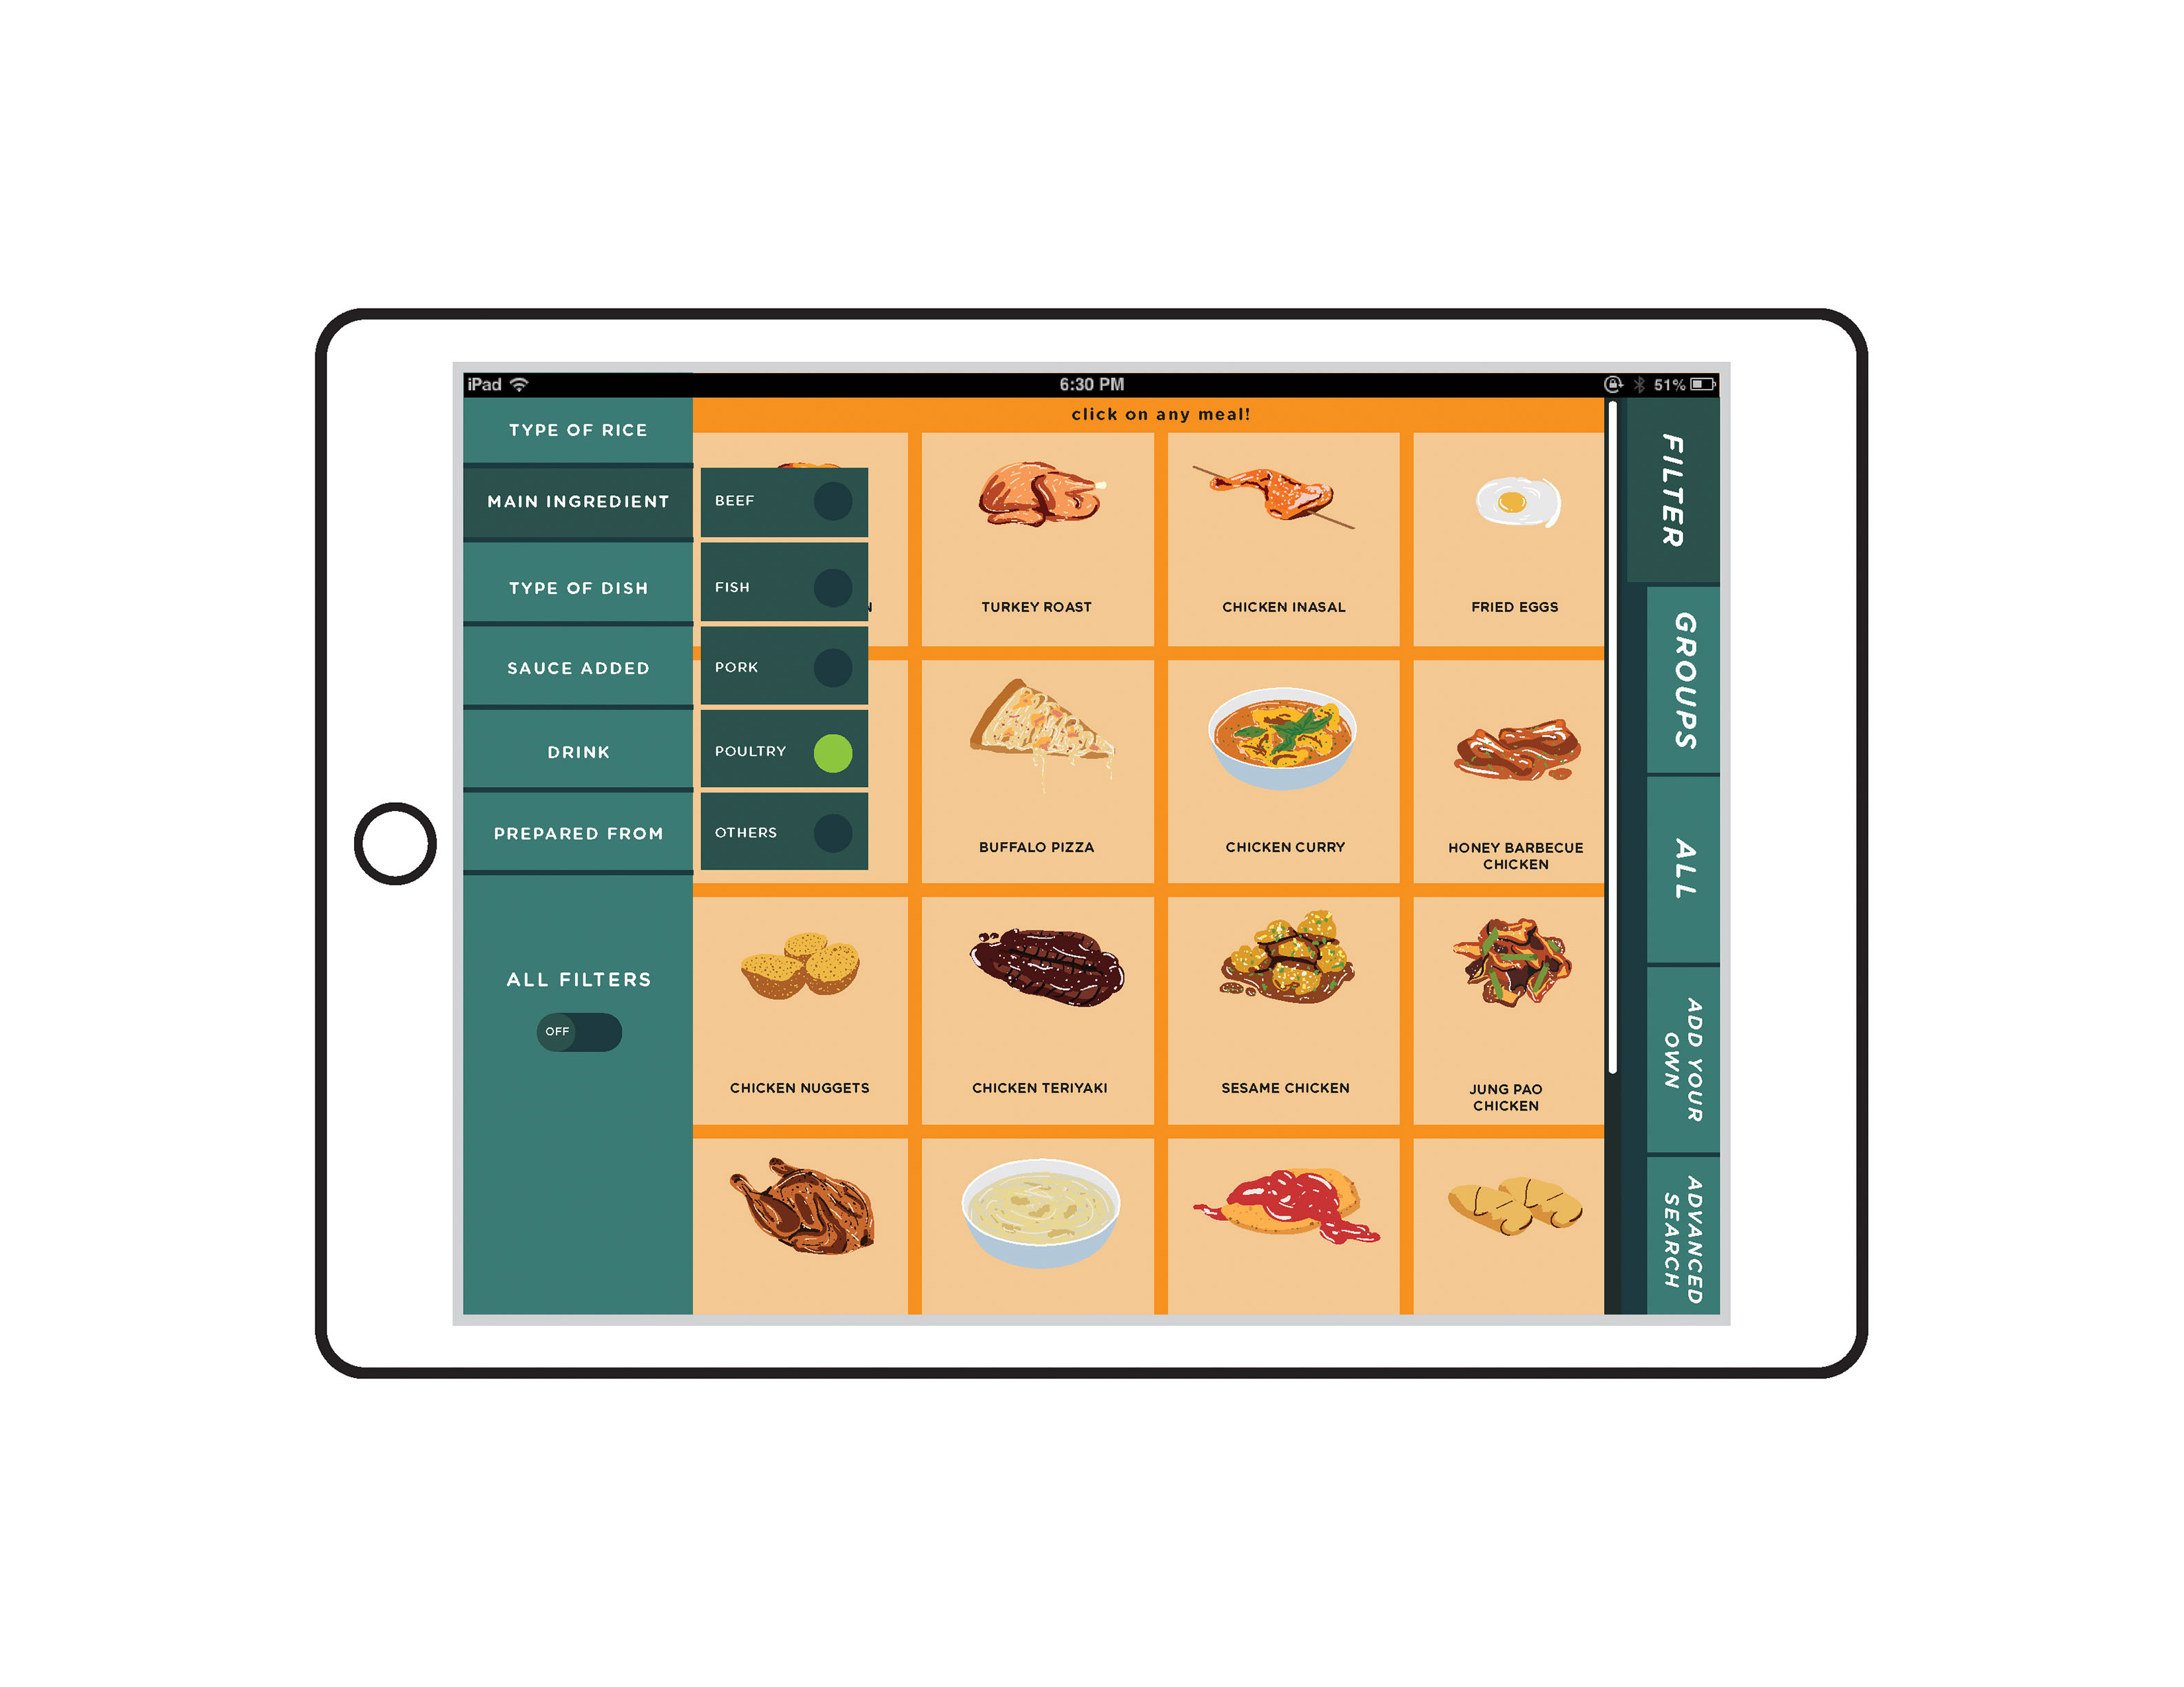 iPad
6:30 PM
51%
click on any meal!
TYPE OF RICE
MAIN INGREDIENT
TYPE OF DISH
SAUCE ADDED
DRINK
PREPARED FROM
ALL FILTERS
OFF
BEEF
FISH
PORK
POULTRY
OTHERS
N
TURKEY ROAST
CHICKEN INASAL
FRIED EGGS
BUFFALO PIZZA
CHICKEN CURRY
HONEY BARBECUE
CHICKEN
CHICKEN NUGGETS
CHICKEN TERIYAKI
SESAME CHICKEN
JUNG PAO
CHICKEN
FILTER
GROUPS
ALL
ADD YOUR
OWN
ADVANCED
SEARCH